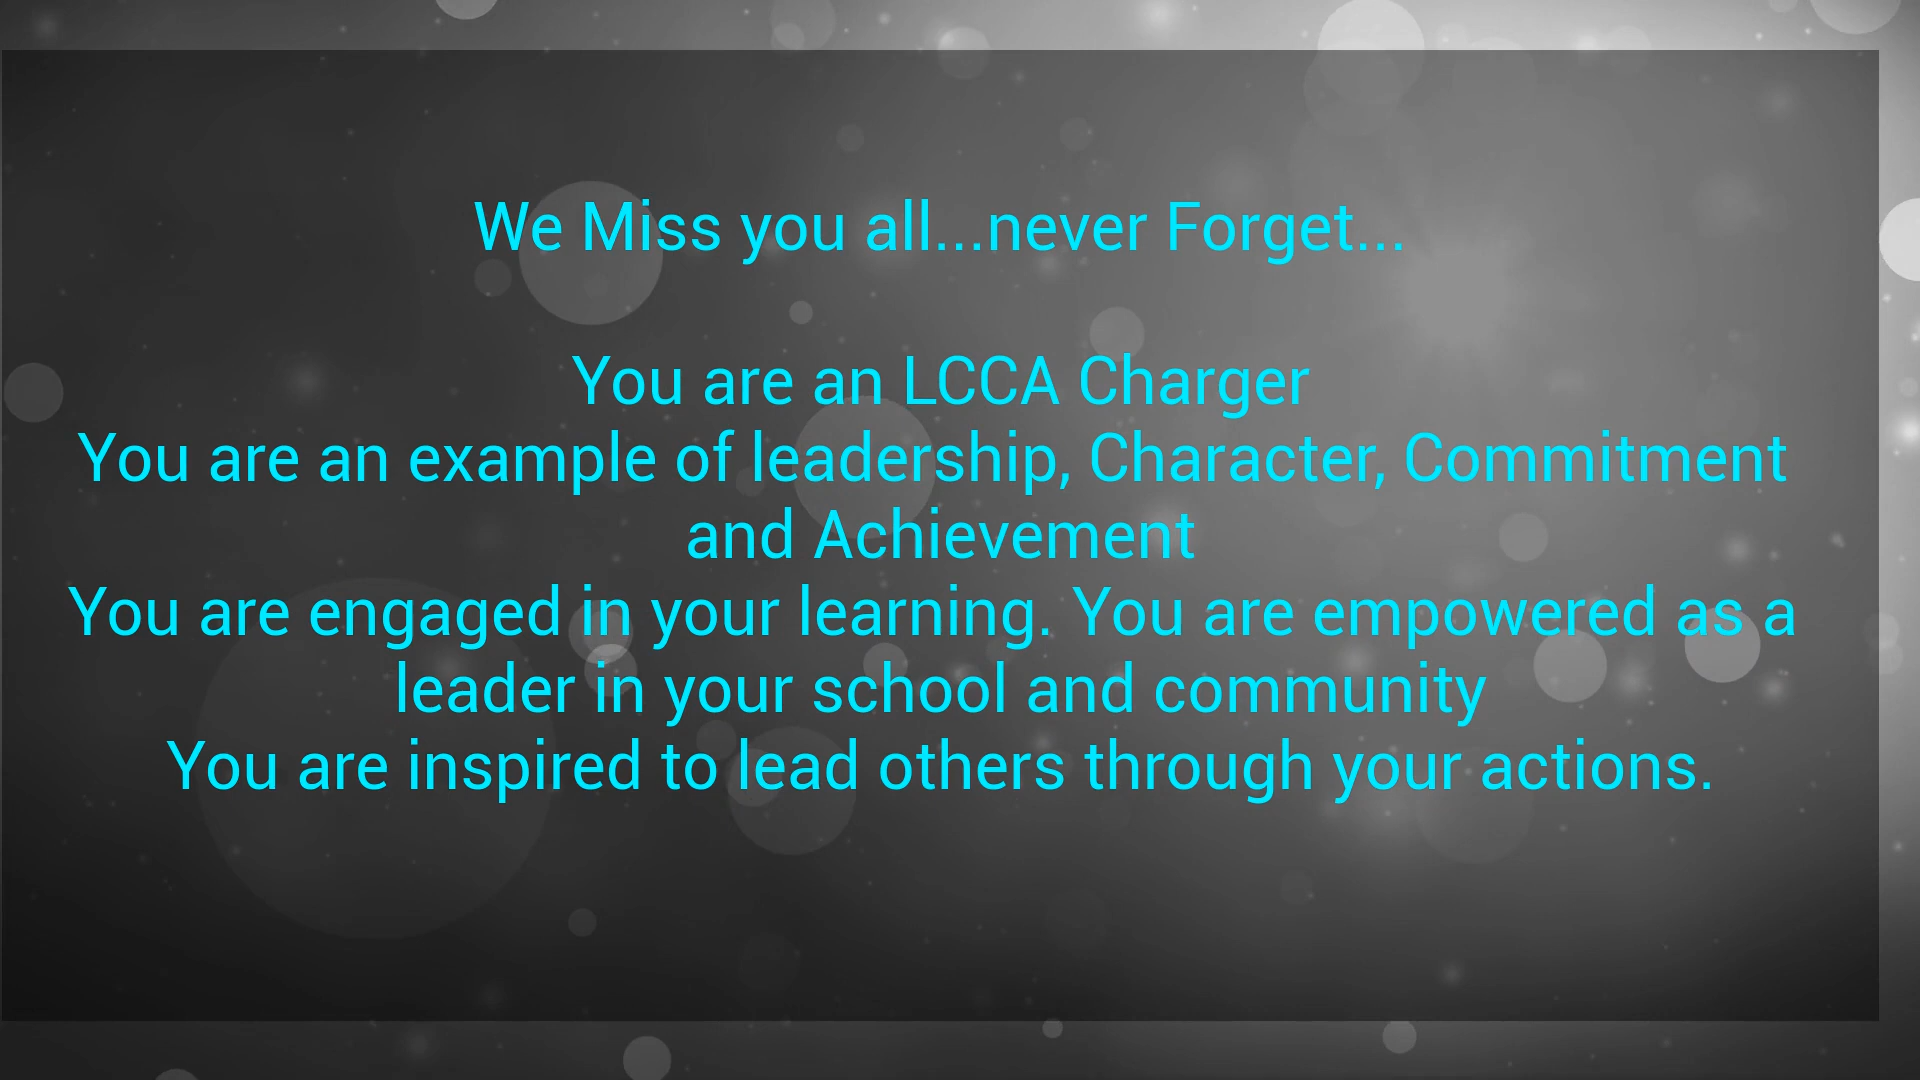 We Miss you all...never Forget...
You are an LCCA Charger
You are an example of leadership, Character, Commitment
and Achievement
You are engaged in your learning. You are empowered as a
leader in your school and community
You are inspired to lead others through your actions.